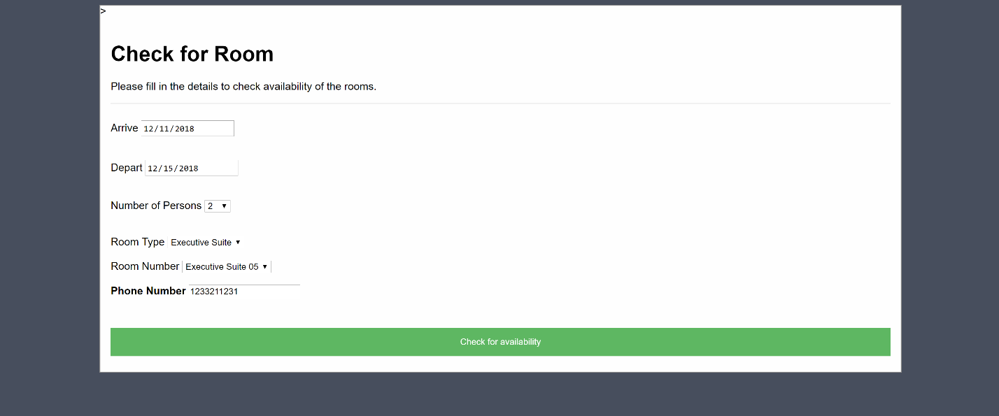 >
Check for Room
Please fill in the details to check availability of the rooms.
Arrive 12/11/2018
Depart 12/15/2018
Number of Persons 2
Room Type Executive Suite
Room Number Executive Suite 05
Phone Number 1233211231
Check for availability